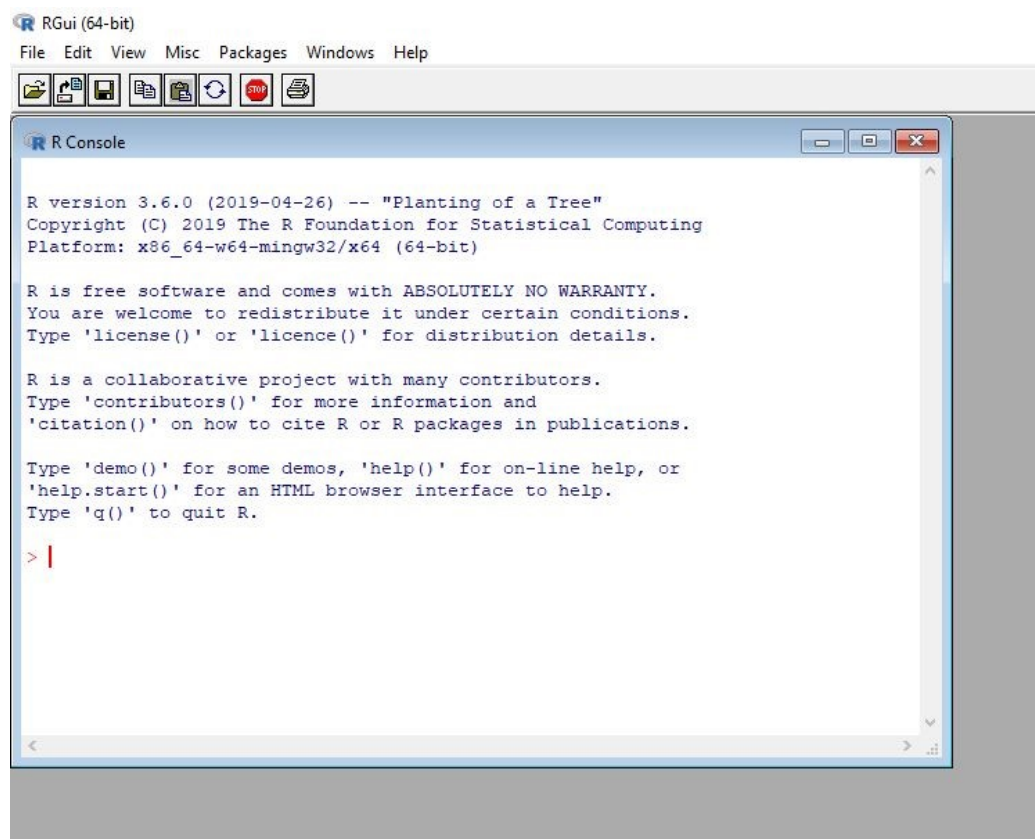 RGui (64-bit)
File Edit View Misc Packages Windows Help
STOP
R Console
R version 3.6.0 (2019-04-26) -- "Planting of a Tree"
Copyright (C) 2019 The R Foundation for Statistical Computing
Platform: x86_64-w64-mingw32/x64 (64-bit)
R is free software and comes with ABSOLUTELY NO WARRANTY.
You are welcome to redistribute it under certain conditions.
Type 'license()' or 'licence()' for distribution details.
R is a collaborative project with many contributors.
Type 'contributors()' for more information and
'citation()' on how to cite R or R packages in publications.
Type 'demo()' for some demos, 'help()' for on-line help, or
'help.start()' for an HTML browser interface to help.
Type 'q()' to quit R.
>